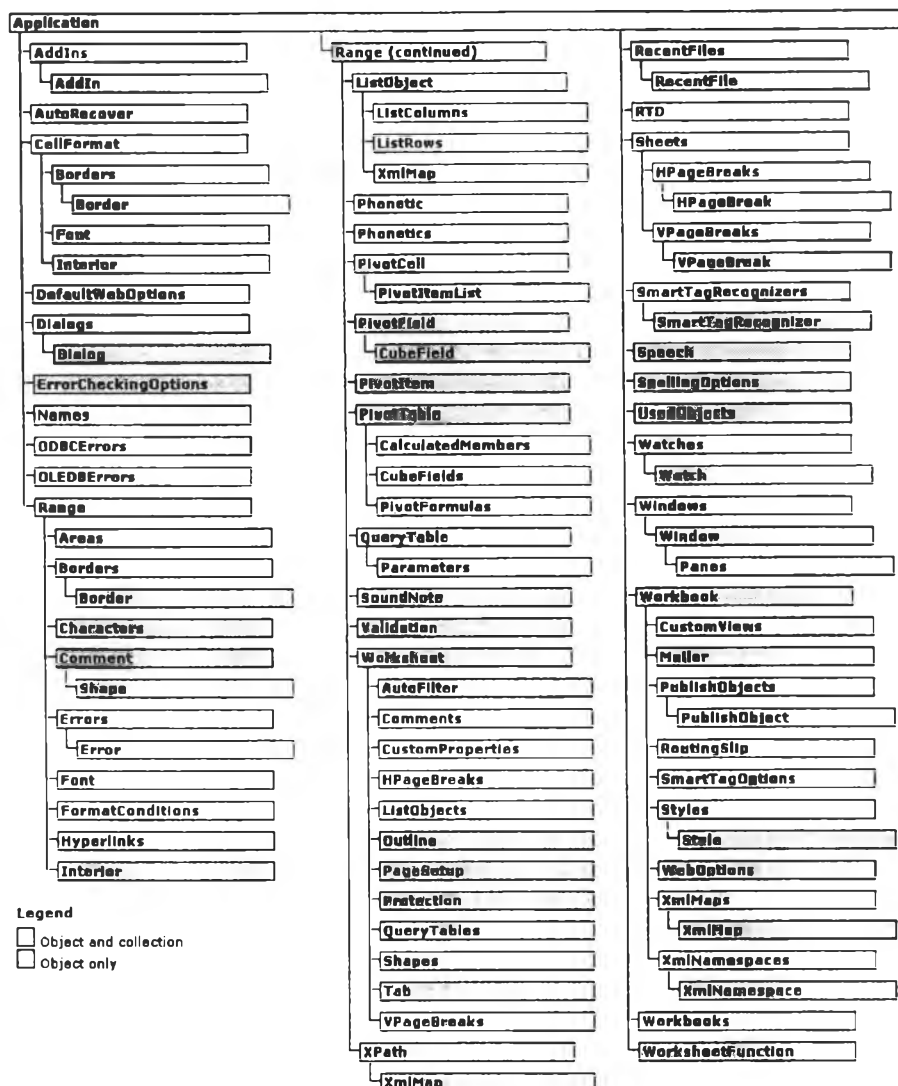 Application
AddIns
AddIn
AutoRecover
CellFormat
Borders
Border
Font
Interior
DefaultWebOptions
Dialogs
Dialog
ErrorCheckingOptions
Names
ODBCErrors
OLEDBErrors
Range
Areas
Borders
Border
Characters
Comment
Shape
Errors
Error
Font
FormatConditions
Hyperlinks
Interior
Legend
Object and collection
Object only
Range (continued)
ListObject
ListColumns
ListRows
XmlMap
Phonetic
Phonetics
PivotCell
PivotItemList
PivotField
CubeField
PivotItem
PivotTable
CalculatedMembers
CubeFields
PivotFormulas
QueryTable
Parameters
SoundNote
Validation
Worksheet
AutoFilter
Comments
CustomProperties
HPageBreaks
ListObjects
Outline
PageSetup
Protection
QueryTables
Shapes
Tab
VPageBreaks
XPath
XmlMap
RecentFiles
RecentFile
RTD
Sheets
HPageBreaks
HPageBreak
VPageBreaks
VPageBreak
SmartTagRecognizers
SmartTagRecognizer
Speech
SpellingOptions
UsedObjects
Watches
Watch
Windows
Window
Panes
Workbook
CustomViews
Mailer
PublishObjects
PublishObject
RoutingSlip
SmartTagOptions
Styles
Style
WebOptions
XmlMaps
XmlMap
XmlNamespaces
XmlNamespace
Workbooks
WorksheetFunction